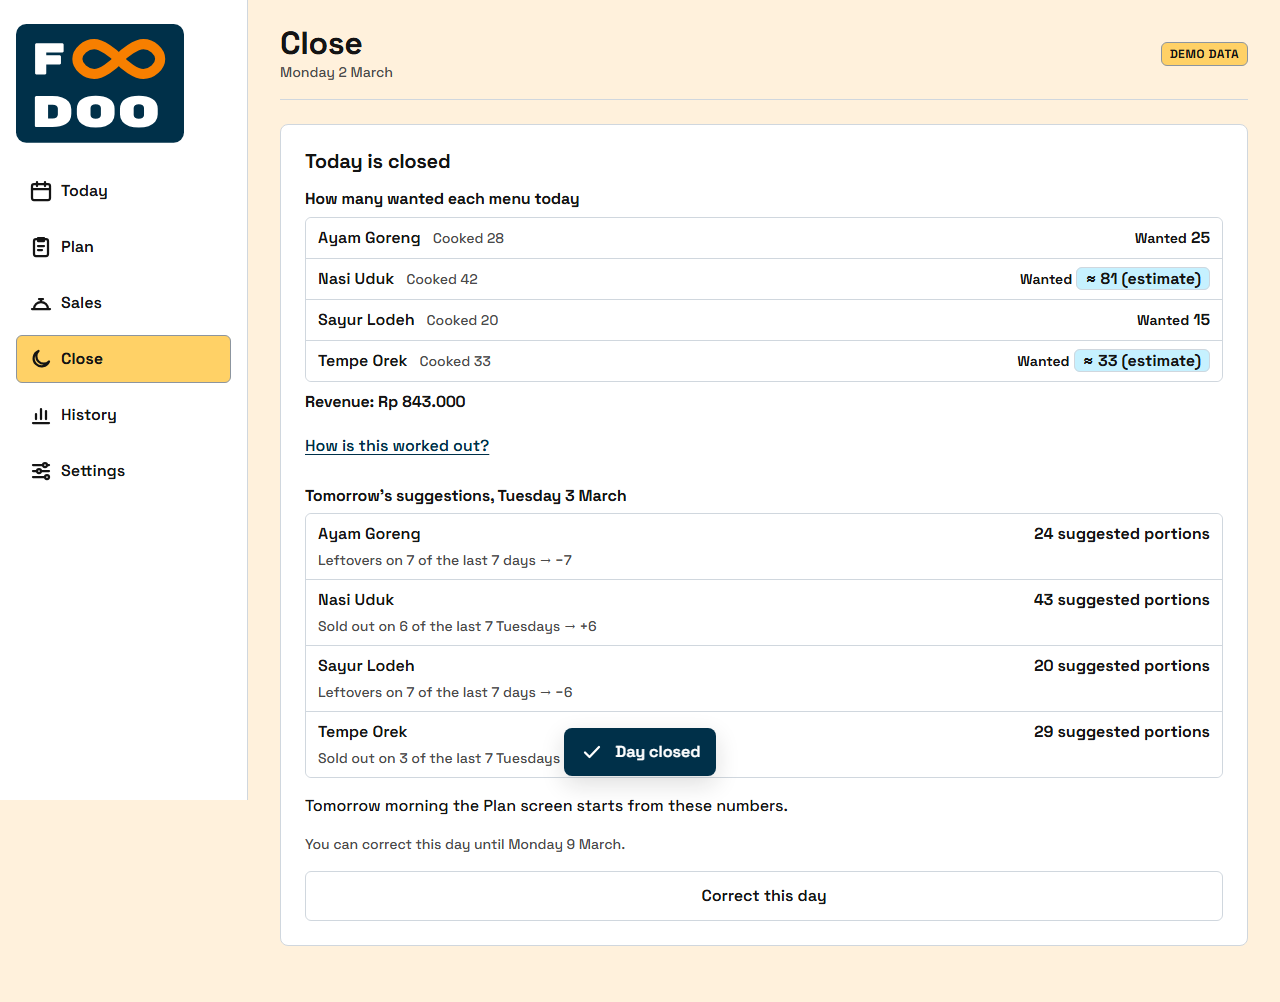 F DOO
Today
Plan
Sales
Close
History
Settings
Close
Monday 2 March
DEMO DATA
Today is closed
How many wanted each menu today
Ayam Goreng Cooked 28 Wanted 25
Nasi Uduk Cooked 42 Wanted ≈ 81 (estimate)
Sayur Lodeh Cooked 20 Wanted 15
Tempe Orek Cooked 33 Wanted ≈ 33 (estimate)
Revenue: Rp 843.000
How is this worked out?
Tomorrow's suggestions, Tuesday 3 March
Ayam Goreng 24 suggested portions
Leftovers on 7 of the last 7 days → −7
Nasi Uduk 43 suggested portions
Sold out on 6 of the last 7 Tuesdays → +6
Sayur Lodeh 20 suggested portions
Leftovers on 7 of the last 7 days → −6
Tempe Orek 29 suggested portions
Sold out on 3 of the last 7 Tuesdays
Day closed
Tomorrow morning the Plan screen starts from these numbers.
You can correct this day until Monday 9 March.
Correct this day